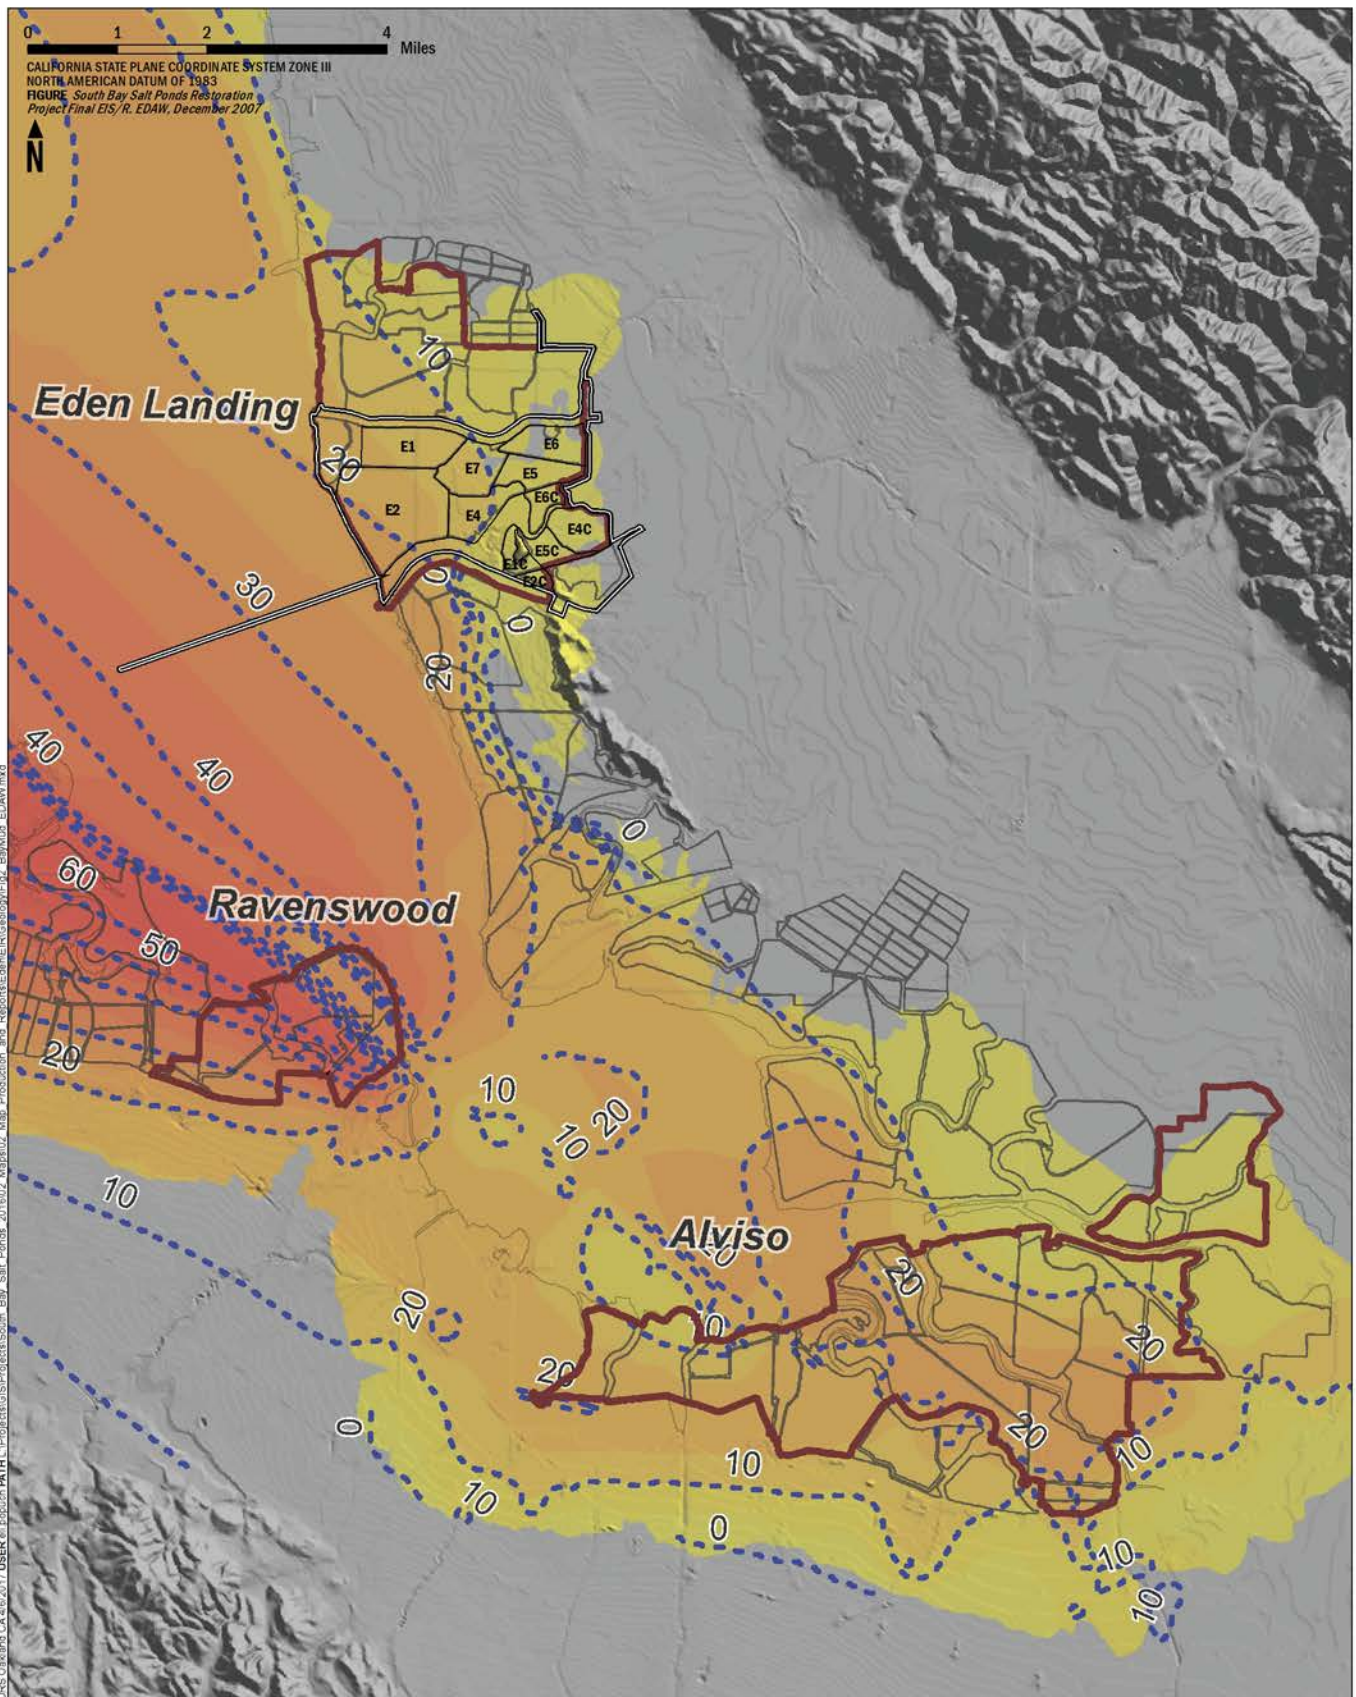 0 1 2 4 Miles
CALIFORNIA STATE PLANE COORDINATE SYSTEM ZONE III
NORTH AMERICAN DATUM OF 1983
FIGURE South Bay Salt Ponds Restoration
Project Final EIS/R. EDAW, December 2007
N
10
Eden Landing
E1
E6
20
E7
E5
E6C
E2
E4
E4C
E5C
E1C
0
E2C
30
0
20
40
40
0
60
Ravenswood
50
20
10
10
20
10
Alviso
20
20
10
20
20
0
20
10
10
10
0
10
10